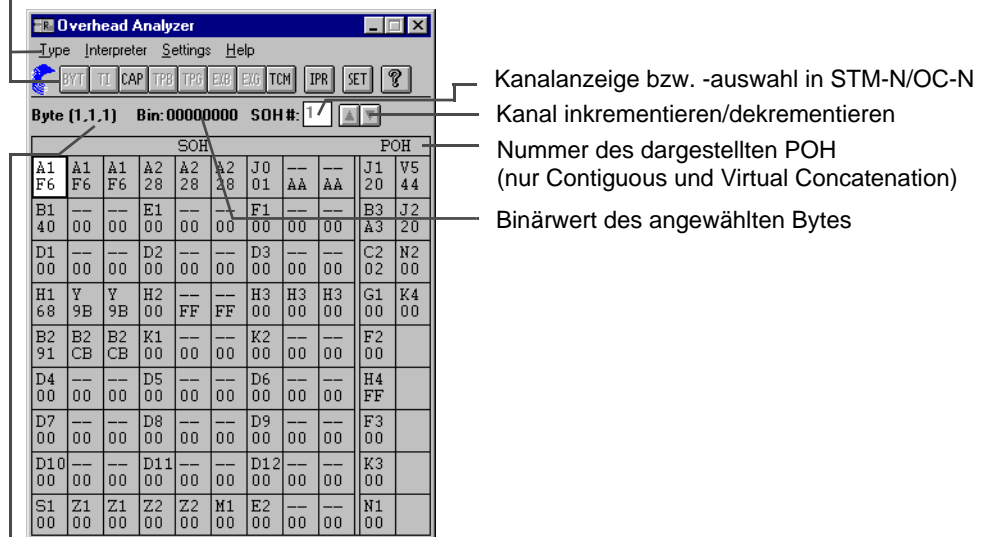 Overhead Analyzer
Type Interpreter Settings Help
BYT TI CAP TPB TPG EXB EXG TCM IPR SET ?
Byte (1,1,1) Bin: 00000000 SOH #: 1
SOH POH
A1 A1 A1 A2 A2 A2 J0 -- -- J1 V5
F6 F6 F6 28 28 28 01 AA AA 20 44
B1 -- -- E1 -- -- F1 -- -- B3 J2
40 00 00 00 00 00 00 00 00 A3 20
D1 -- -- D2 -- -- D3 -- -- C2 N2
00 00 00 00 00 00 00 00 00 02 00
H1 Y Y H2 -- -- H3 H3 H3 G1 K4
68 9B 9B 00 FF FF 00 00 00 00 00
B2 B2 B2 K1 -- -- K2 -- -- F2
91 CB CB 00 00 00 00 00 00 00
D4 -- -- D5 -- -- D6 -- -- H4
00 00 00 00 00 00 00 00 00 FF
D7 -- -- D8 -- -- D9 -- -- F3
00 00 00 00 00 00 00 00 00 00
D10 -- -- D11 -- -- D12 -- -- K3
00 00 00 00 00 00 00 00 00 00
S1 Z1 Z1 Z2 Z2 M1 E2 -- -- N1
00 00 00 00 00 00 00 00 00 00
Kanalanzeige bzw. -auswahl in STM-N/OC-N
Kanal inkrementieren/dekrementieren
Nummer des dargestellten POH
(nur Contiguous und Virtual Concatenation)
Binärwert des angewählten Bytes